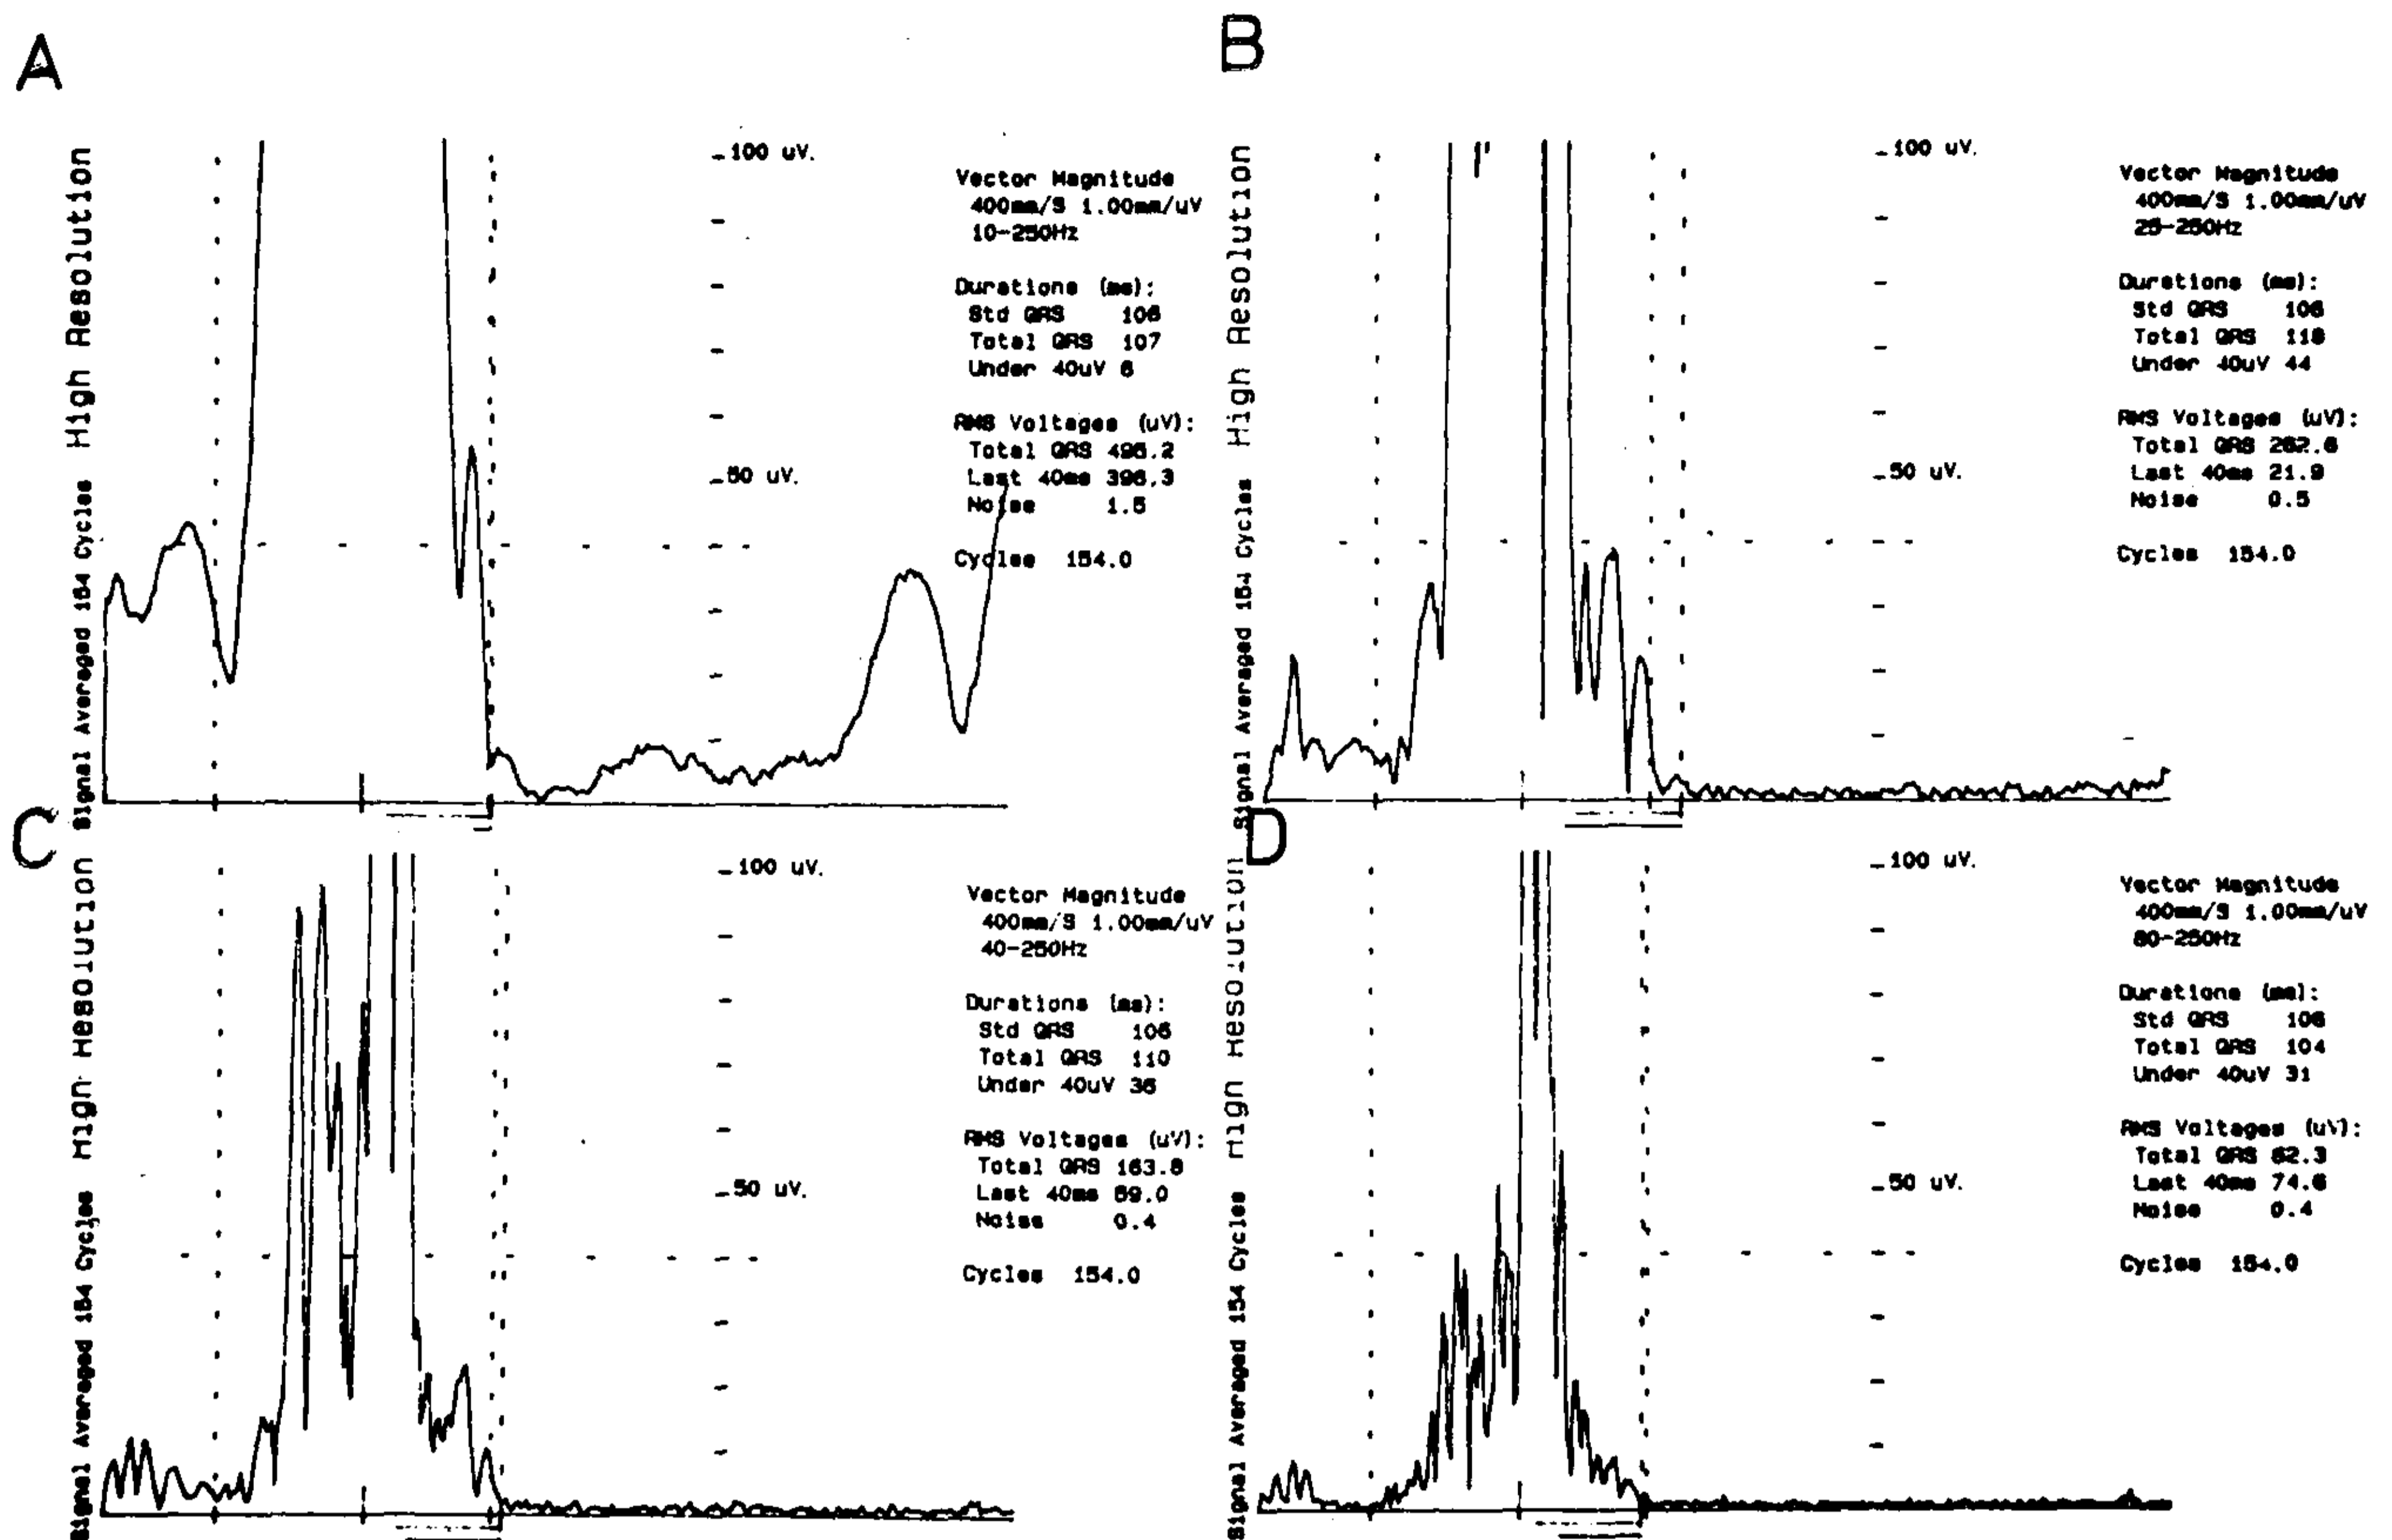 A
High Resolution
Signal Averaged 154 Cycles
100 uV.
50 uV.
Vector Magnitude
400mm/S 1.00mm/uV
10-250Hz
Durations (ms):
Std QRS 106
Total QRS 107
Under 40uV 6
RMS Voltages (uV):
Total QRS 495.2
Last 40ms 396.3
Noise 1.5
Cycles 154.0
B
High Resolution
Signal Averaged 154 Cycles
100 uV.
50 uV.
Vector Magnitude
400mm/S 1.00mm/uV
25-250Hz
Durations (ms):
Std QRS 106
Total QRS 118
Under 40uV 44
RMS Voltages (uV):
Total QRS 262.6
Last 40ms 21.9
Noise 0.5
Cycles 154.0
C
High Resolution
Signal Averaged 154 Cycles
100 uV.
50 uV.
Vector Magnitude
400mm/S 1.00mm/uV
40-250Hz
Durations (ms):
Std QRS 106
Total QRS 110
Under 40uV 36
RMS Voltages (uV):
Total QRS 163.8
Last 40ms
Noise 0.4
Cycles 154.0
D
High Resolution
Signal Averaged 154 Cycles
100 uV.
50 uV.
Vector Magnitude
400mm/S 1.00mm/uV
80-250Hz
Durations (ms):
Std QRS 106
Total QRS 104
Under 40uV 31
RMS Voltages (uV):
Total QRS
Last 40ms 74.6
Noise 0.4
Cycles 154.0